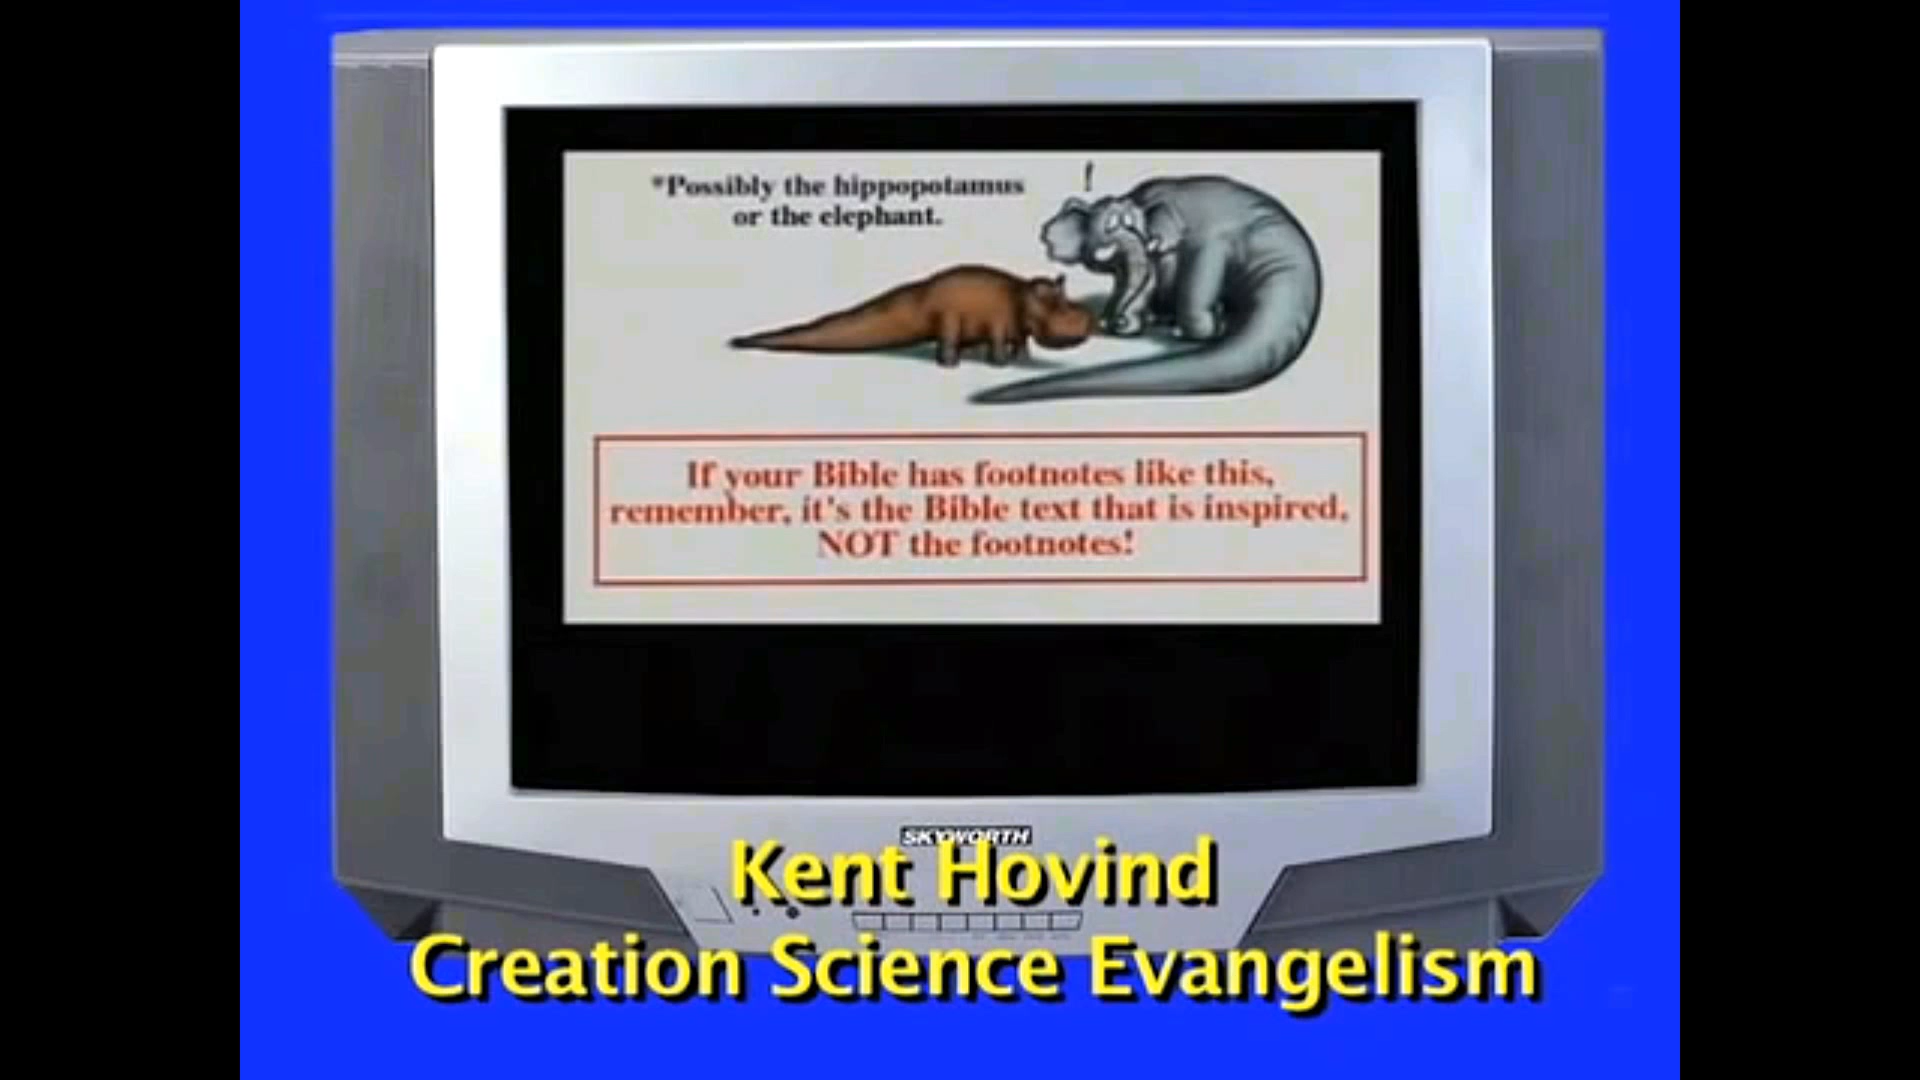 *Possibly the hippopotamus
or the elephant.
!
If your Bible has footnotes like this,
remember, it's the Bible text that is inspired,
NOT the footnotes!
SKYWORTH
Kent Hovind
Creation Science Evangelism